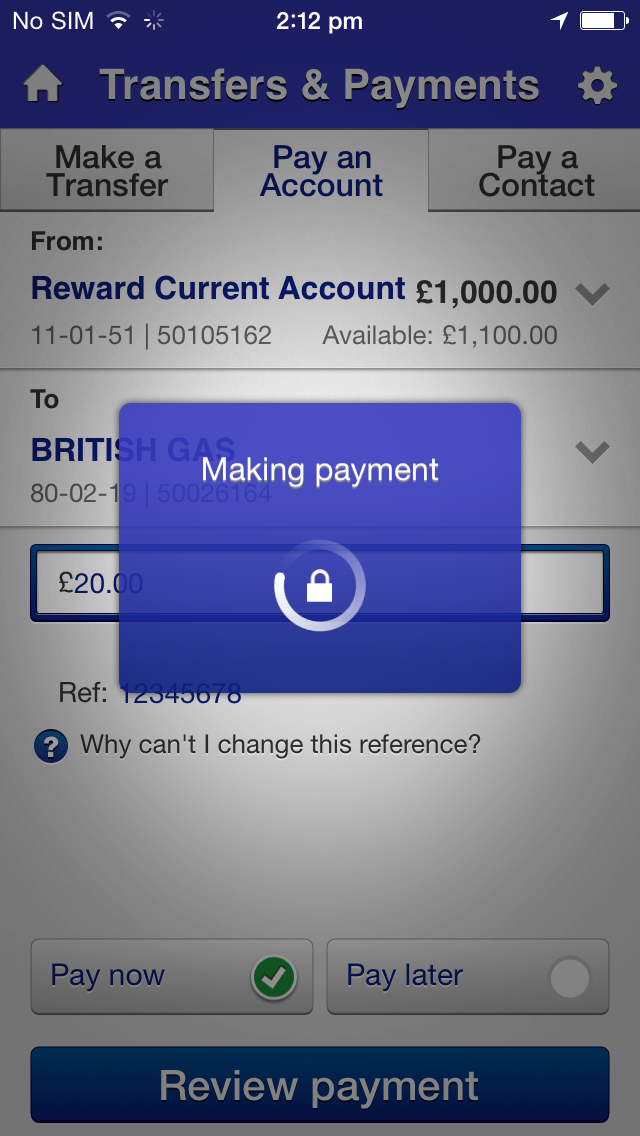 No SIM 2:12 pm
Transfers & Payments
Make a
Transfer
Pay an
Account
Pay a
Contact
From:
Reward Current Account £1,000.00
11-01-51 | 50105162 Available: £1,100.00
To
BRITISH GAS
Making payment
80-02-19 | 50026164
£20.00
Ref: 12345678
? Why can't I change this reference?
Pay now
Pay later
Review payment